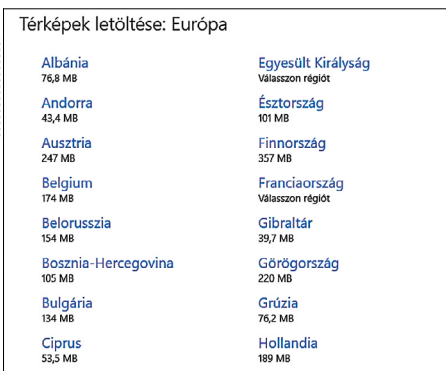 Térképek letöltése: Európa
Albánia
76,8 MB
Andorra
43,4 MB
Ausztria
247 MB
Belgium
174 MB
Belorusszia
154 MB
Bosznia-Hercegovina
105 MB
Bulgária
134 MB
Ciprus
53,5 MB
Egyesült Királyság
Válasszon régiót
Észtország
101 MB
Finnország
357 MB
Franciaország
Válasszon régiót
Gibraltár
39,7 MB
Görögország
220 MB
Grúzia
76,2 MB
Hollandia
189 MB